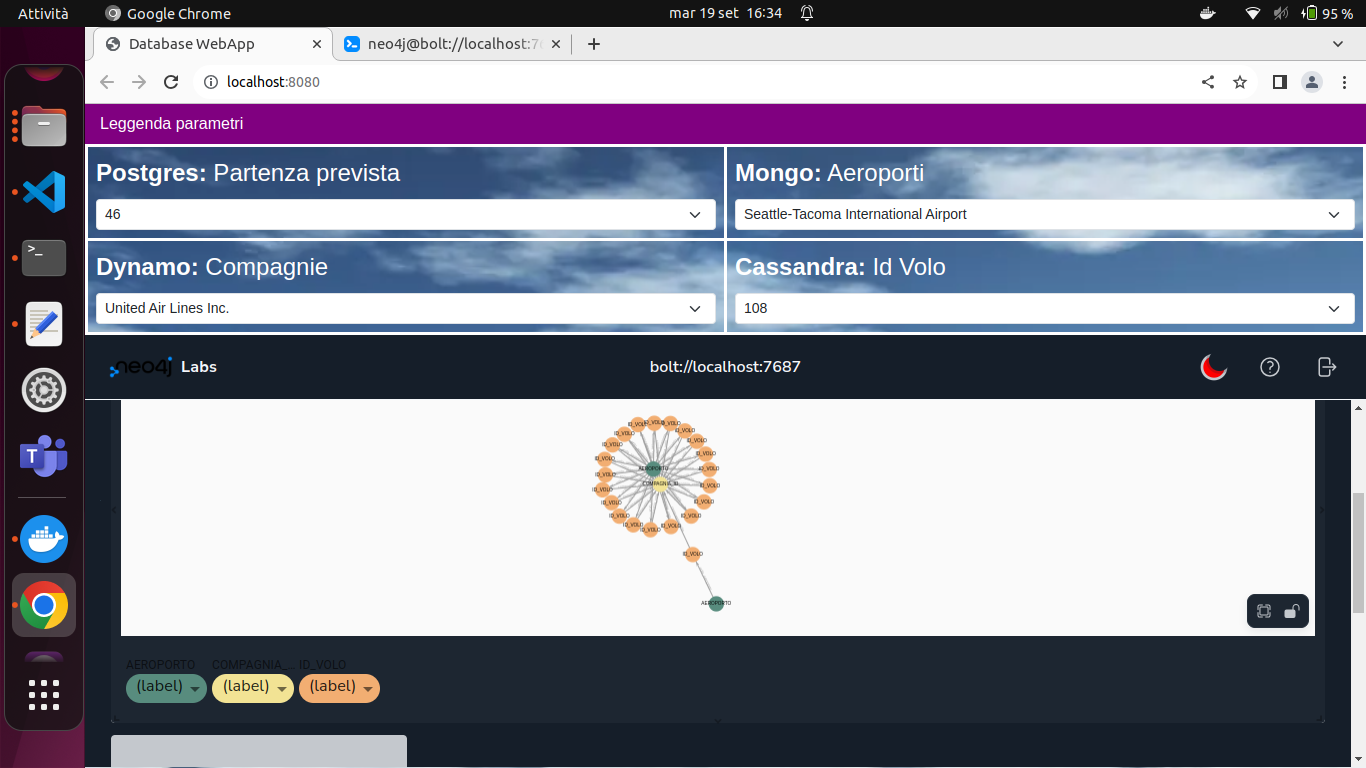 Attività
Google Chrome
mar 19 set 16:34
95 %
Database WebApp
neo4j@bolt://localhost:7
localhost:8080
Leggenda parametri
Postgres: Partenza prevista
46
Mongo: Aeroporti
Seattle-Tacoma International Airport
Dynamo: Compagnie
United Air Lines Inc.
Cassandra: Id Volo
108
neo4j Labs
bolt://localhost:7687
ID_VOLO
ID_VOLO
ID_VOLO
ID_VOLO
ID_VOLO
ID_VOLO
ID_VOLO
ID_VOLO
ID_VOLO
ID_VOLO
AEROPORTO
ID_VOLO
ID_VOLO
COMPAGNIA_ID
ID_VOLO
ID_VOLO
ID_VOLO
ID_VOLO
ID_VOLO
ID_VOLO
ID_VOLO
ID_VOLO
ID_VOLO
ID_VOLO
AEROPORTO
AEROPORTO COMPAGNIA_... ID_VOLO
(label) (label) (label)